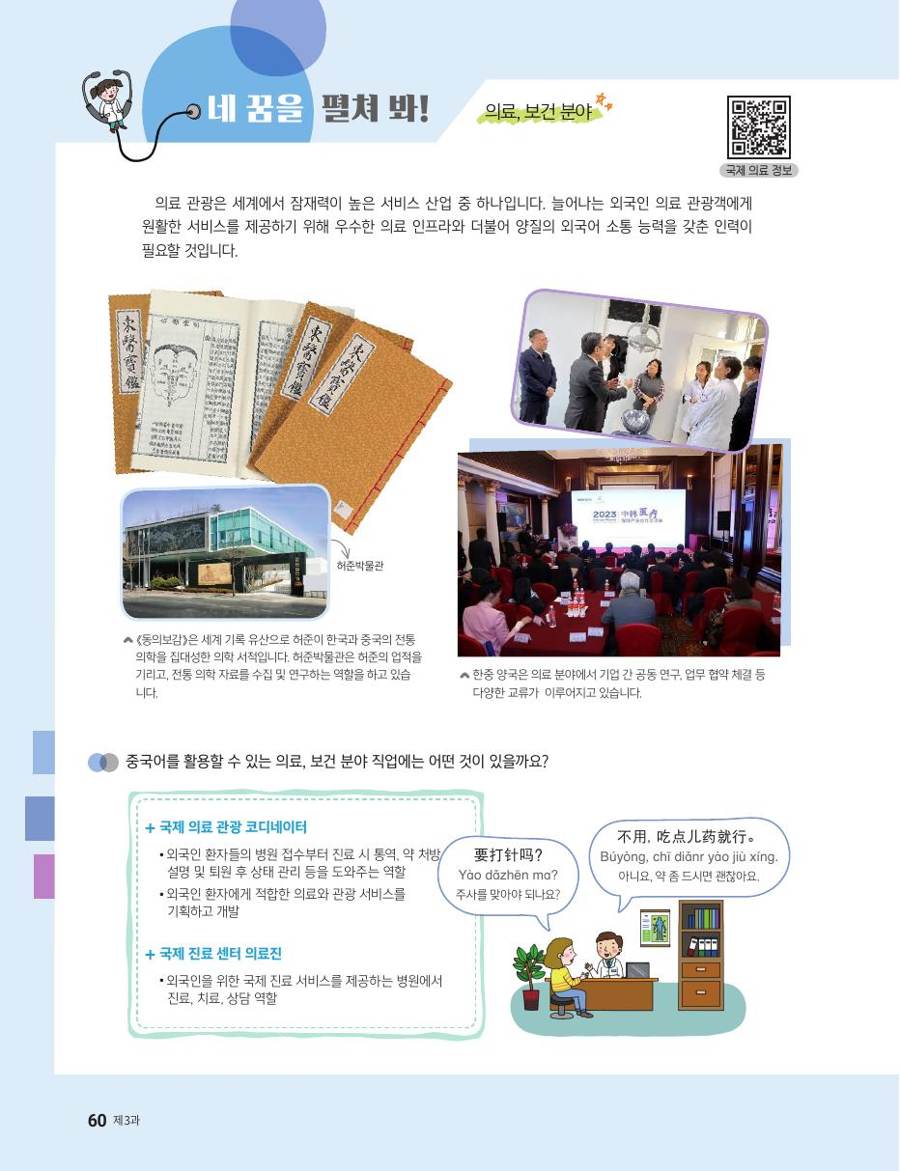 네 꿈을 펼쳐 봐!
의료, 보건 분야
국제 의료 정보
의료 관광은 세계에서 잠재력이 높은 서비스 산업 중 하나입니다. 늘어나는 외국인 의료 관광객에게
원활한 서비스를 제공하기 위해 우수한 의료 인프라와 더불어 양질의 외국어 소통 능력을 갖춘 인력이
필요할 것입니다.
東醫寶鑑
東醫寶鑑
東醫寶鑑
허준박물관
2023 中韩医疗
《동의보감》은 세계 기록 유산으로 허준이 한국과 중국의 전통
의학을 집대성한 의학 서적입니다. 허준박물관은 허준의 업적을
기리고, 전통 의학 자료를 수집 및 연구하는 역할을 하고 있습
니다.
한중 양국은 의료 분야에서 기업 간 공동 연구, 업무 협약 체결 등
다양한 교류가 이루어지고 있습니다.
중국어를 활용할 수 있는 의료, 보건 분야 직업에는 어떤 것이 있을까요?
+ 국제 의료 관광 코디네이터
• 외국인 환자들의 병원 접수부터 진료 시 통역, 약 처방
설명 및 퇴원 후 상태 관리 등을 도와주는 역할
• 외국인 환자에게 적합한 의료와 관광 서비스를
기획하고 개발
+ 국제 진료 센터 의료진
• 외국인을 위한 국제 진료 서비스를 제공하는 병원에서
진료, 치료, 상담 역할
要打针吗?
Yào dǎzhēn ma?
주사를 맞아야 되나요?
不用, 吃点儿药就行。
Búyòng, chī diǎnr yào jiù xíng.
아니요, 약 좀 드시면 괜찮아요.
60 제3과